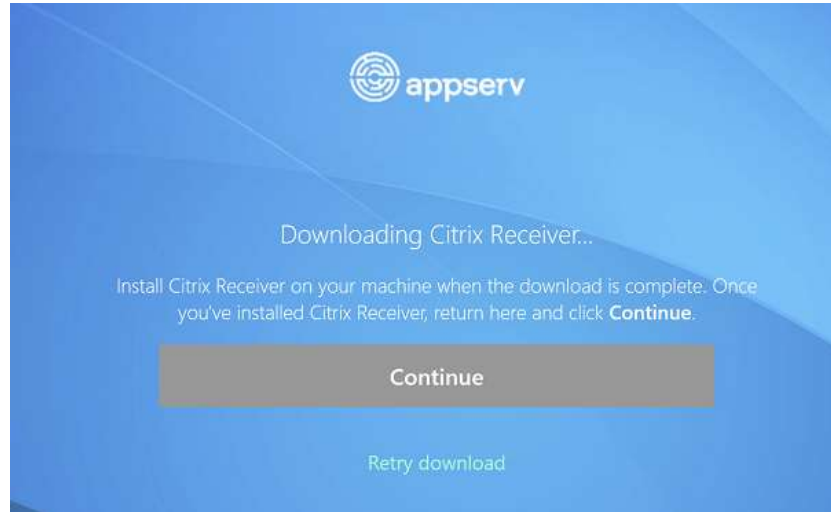 appserv
Downloading Citrix Receiver...
Install Citrix Receiver on your machine when the download is complete. Once
you've installed Citrix Receiver, return here and click Continue.
Continue
Retry download